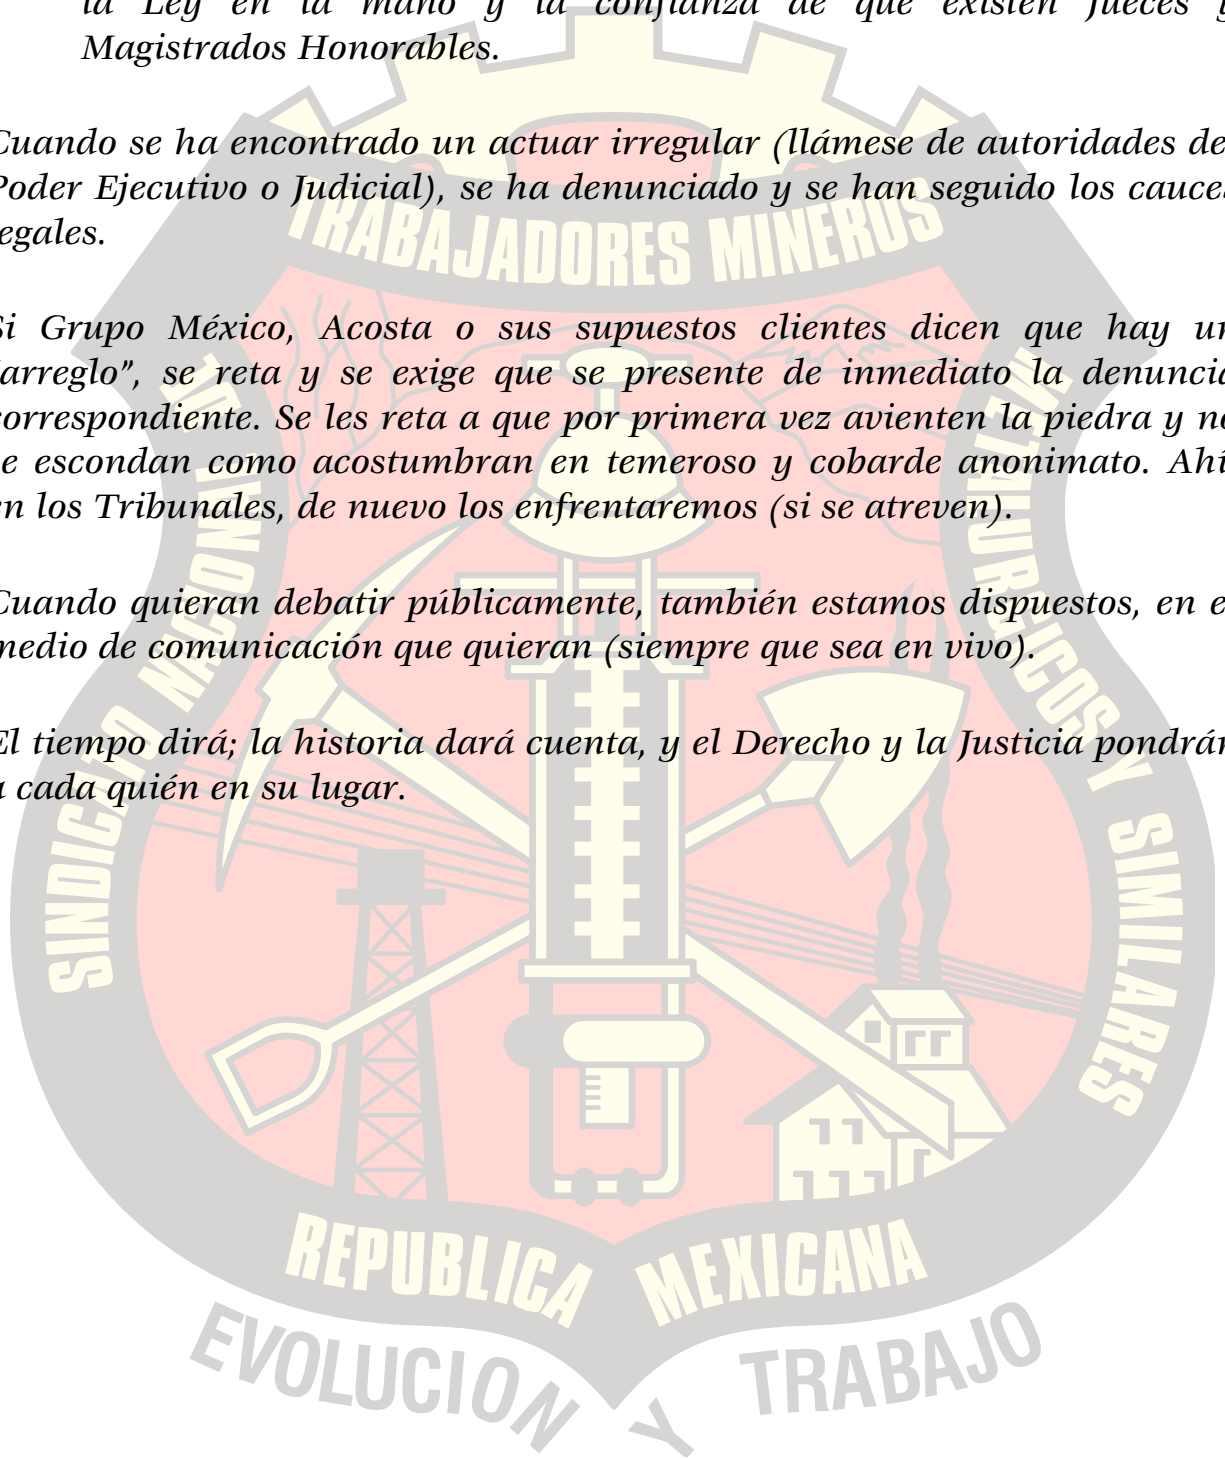 la Ley en la mano y la confianza de que existen Jueces y
Magistrados Honorables.
Cuando se ha encontrado un actuar irregular (llámese de autoridades de
Poder Ejecutivo o Judicial), se ha denunciado y se han seguido los cauces
legales.
Si Grupo México, Acosta o sus supuestos clientes dicen que hay un
“arreglo”, se reta y se exige que se presente de inmediato la denuncia
correspondiente. Se les reta a que por primera vez avienten la piedra y no
se escondan como acostumbran en temeroso y cobarde anonimato. Ahí
en los Tribunales, de nuevo los enfrentaremos (si se atreven).
Cuando quieran debatir públicamente, también estamos dispuestos, en e
medio de comunicación que quieran (siempre que sea en vivo).
El tiempo dirá; la historia dará cuenta, y el Derecho y la Justicia pondrán
a cada quién en su lugar.
SINDICATO NACIONAL DE
TRABAJADORES MINEROS
METALURGICOS Y SIMILARES
REPUBLICA MEXICANA
EVOLUCION Y TRABAJO